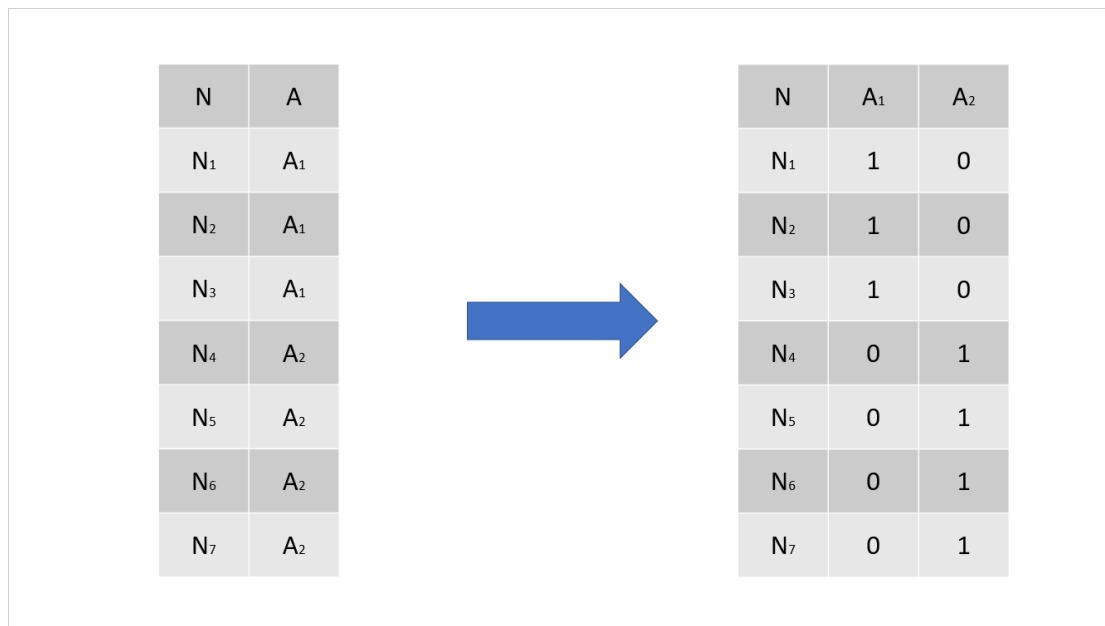 N A
N₁ A₁
N₂ A₁
N₃ A₁
N₄ A₂
N₅ A₂
N₆ A₂
N₇ A₂
N A₁ A₂
N₁ 1 0
N₂ 1 0
N₃ 1 0
N₄ 0 1
N₅ 0 1
N₆ 0 1
N₇ 0 1